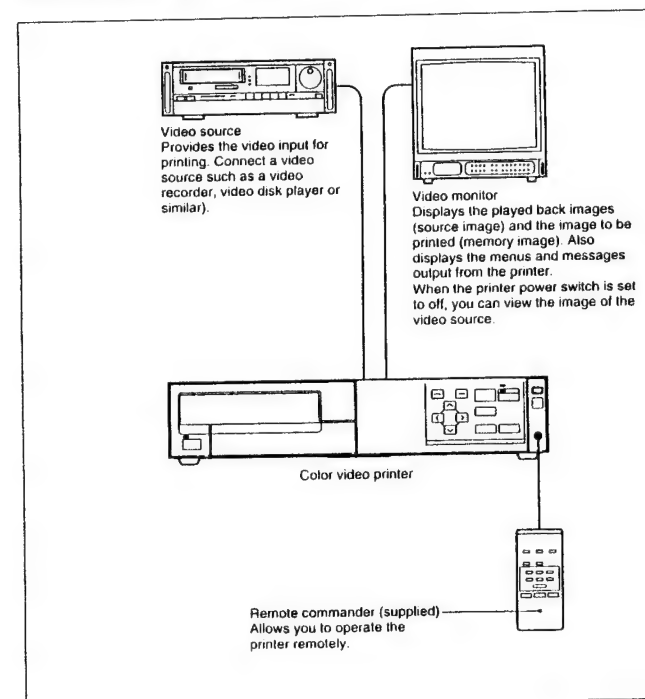 Video source
Provides the video input for
printing. Connect a video
source such as a video
recorder, video disk player or
similar).
Video monitor
Displays the played back images
(source image) and the image to be
printed (memory image). Also
displays the menus and messages
output from the printer.
When the printer power switch is set
to off, you can view the image of the
video source.
Color video printer
Remote commander (supplied)
Allows you to operate the
printer remotely.